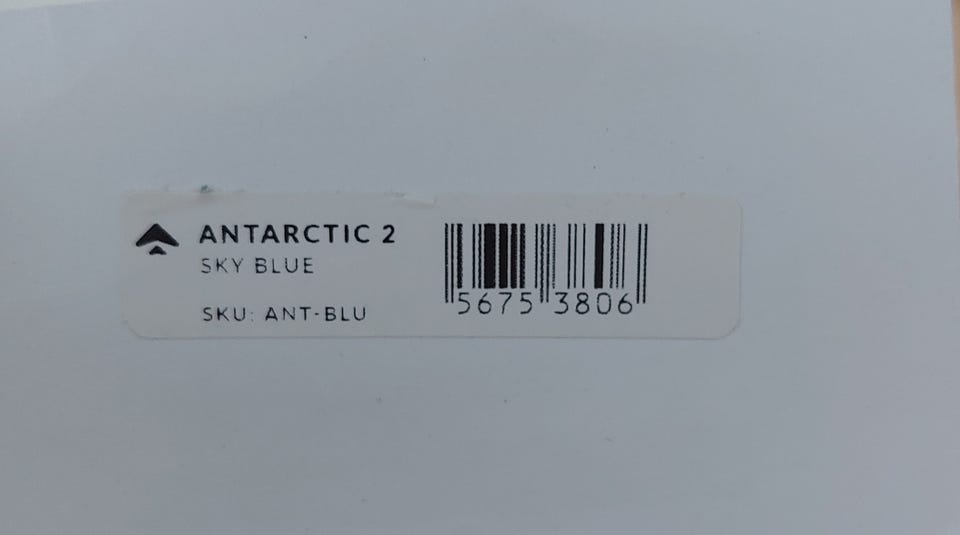 ANTARCTIC 2
SKY BLUE
SKU: ANT-BLU
5675 3806